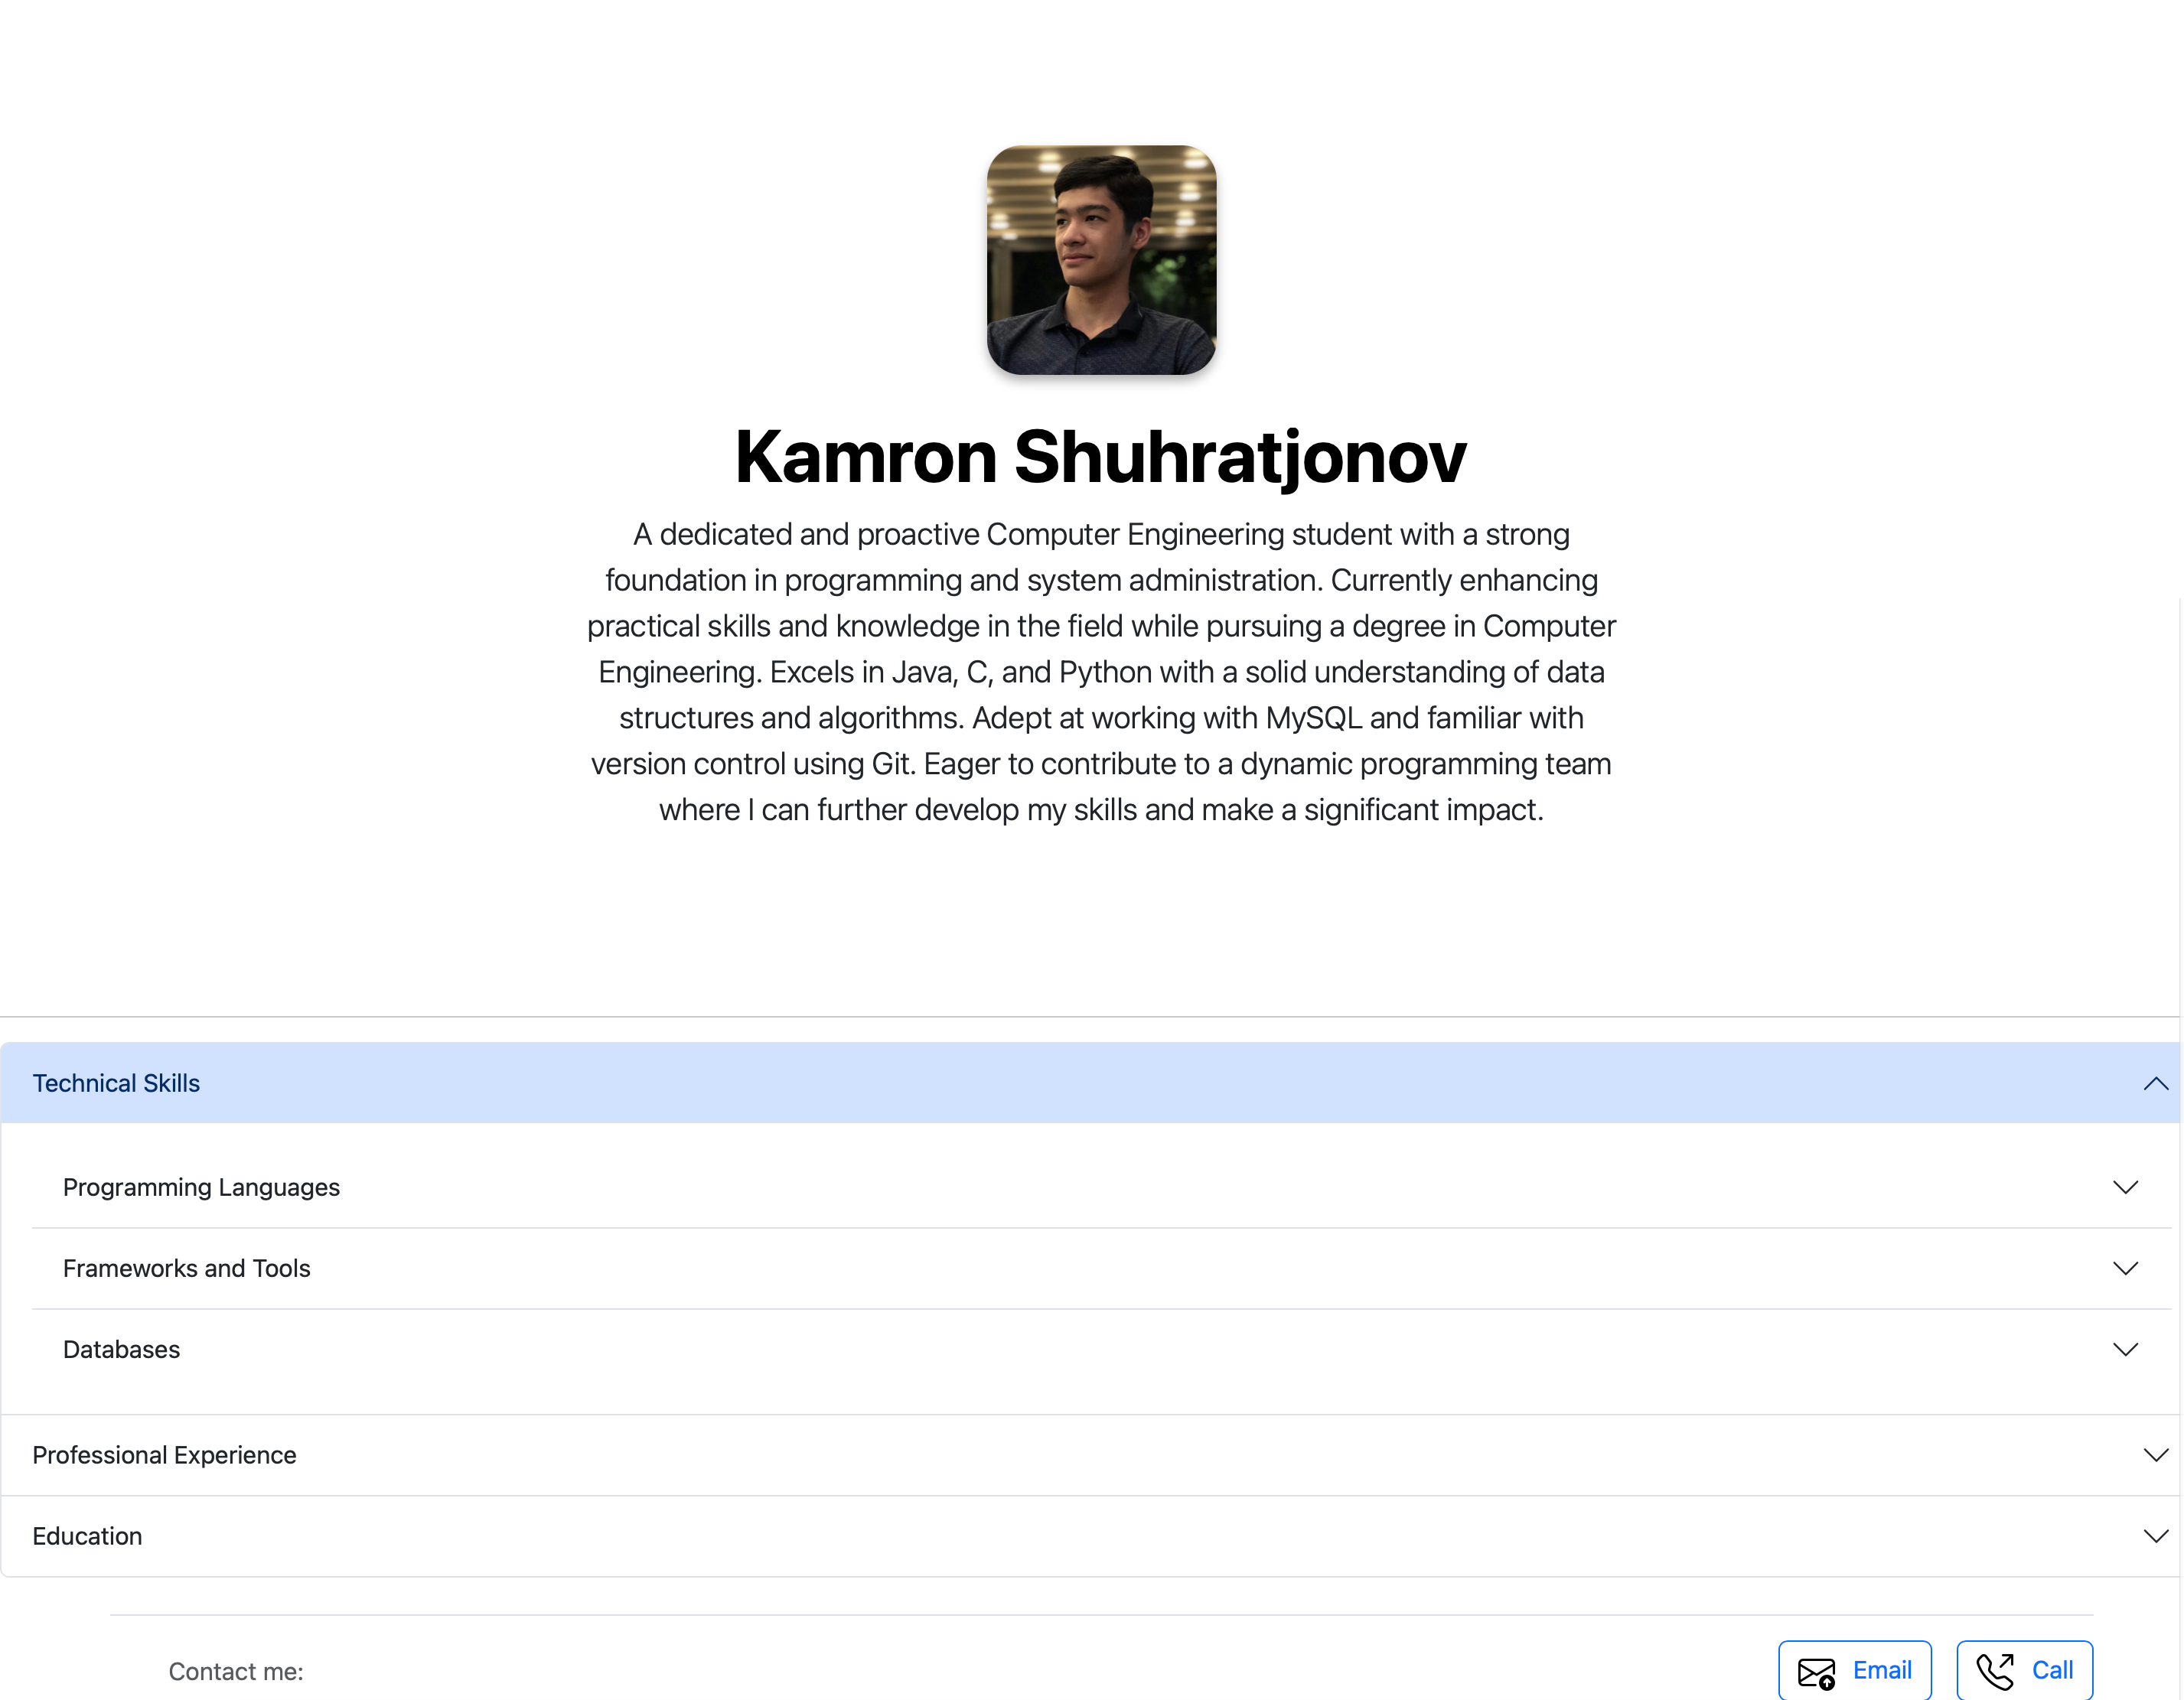 Kamron Shuhratjonov
A dedicated and proactive Computer Engineering student with a strong
foundation in programming and system administration. Currently enhancing
practical skills and knowledge in the field while pursuing a degree in Computer
Engineering. Excels in Java, C, and Python with a solid understanding of data
structures and algorithms. Adept at working with MySQL and familiar with
version control using Git. Eager to contribute to a dynamic programming team
where I can further develop my skills and make a significant impact.
Technical Skills
Programming Languages
Frameworks and Tools
Databases
Professional Experience
Education
Contact me:
Email
Call